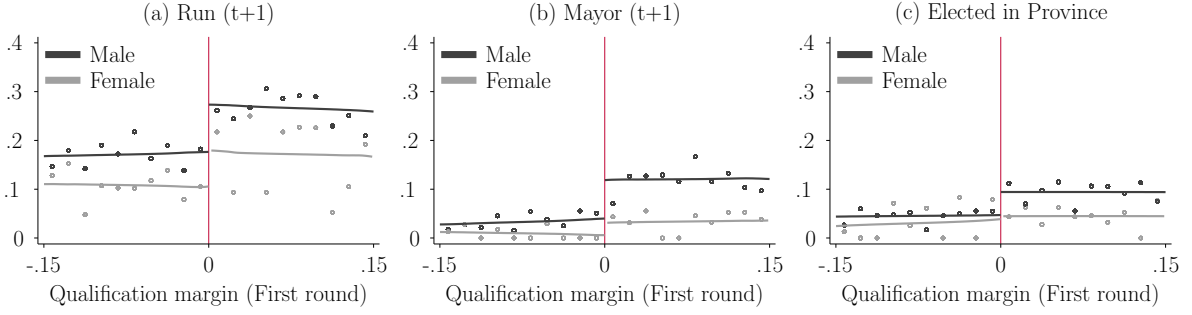 (a) Run (t+1)
.4
.3
.2
.1
0
Male
Female
-.15 0 .15
Qualification margin (First round)
(b) Mayor (t+1)
.4
.3
.2
.1
0
Male
Female
-.15 0 .15
Qualification margin (First round)
(c) Elected in Province
.4
.3
.2
.1
0
Male
Female
-.15 0 .15
Qualification margin (First round)